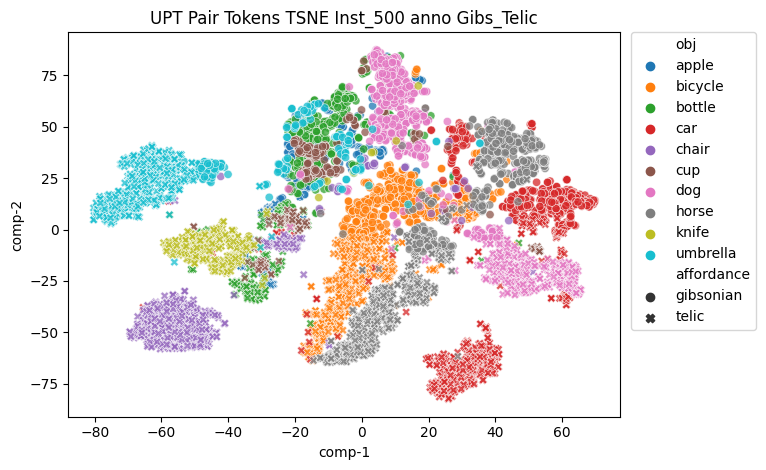 UPT Pair Tokens TSNE Inst_500 anno Gibs_Telic
comp-2
75
50
25
0
−25
−50
−75
−80
−60
−40
−20
0
20
40
60
comp-1
obj
apple
bicycle
bottle
car
chair
cup
dog
horse
knife
umbrella
affordance
gibsonian
telic